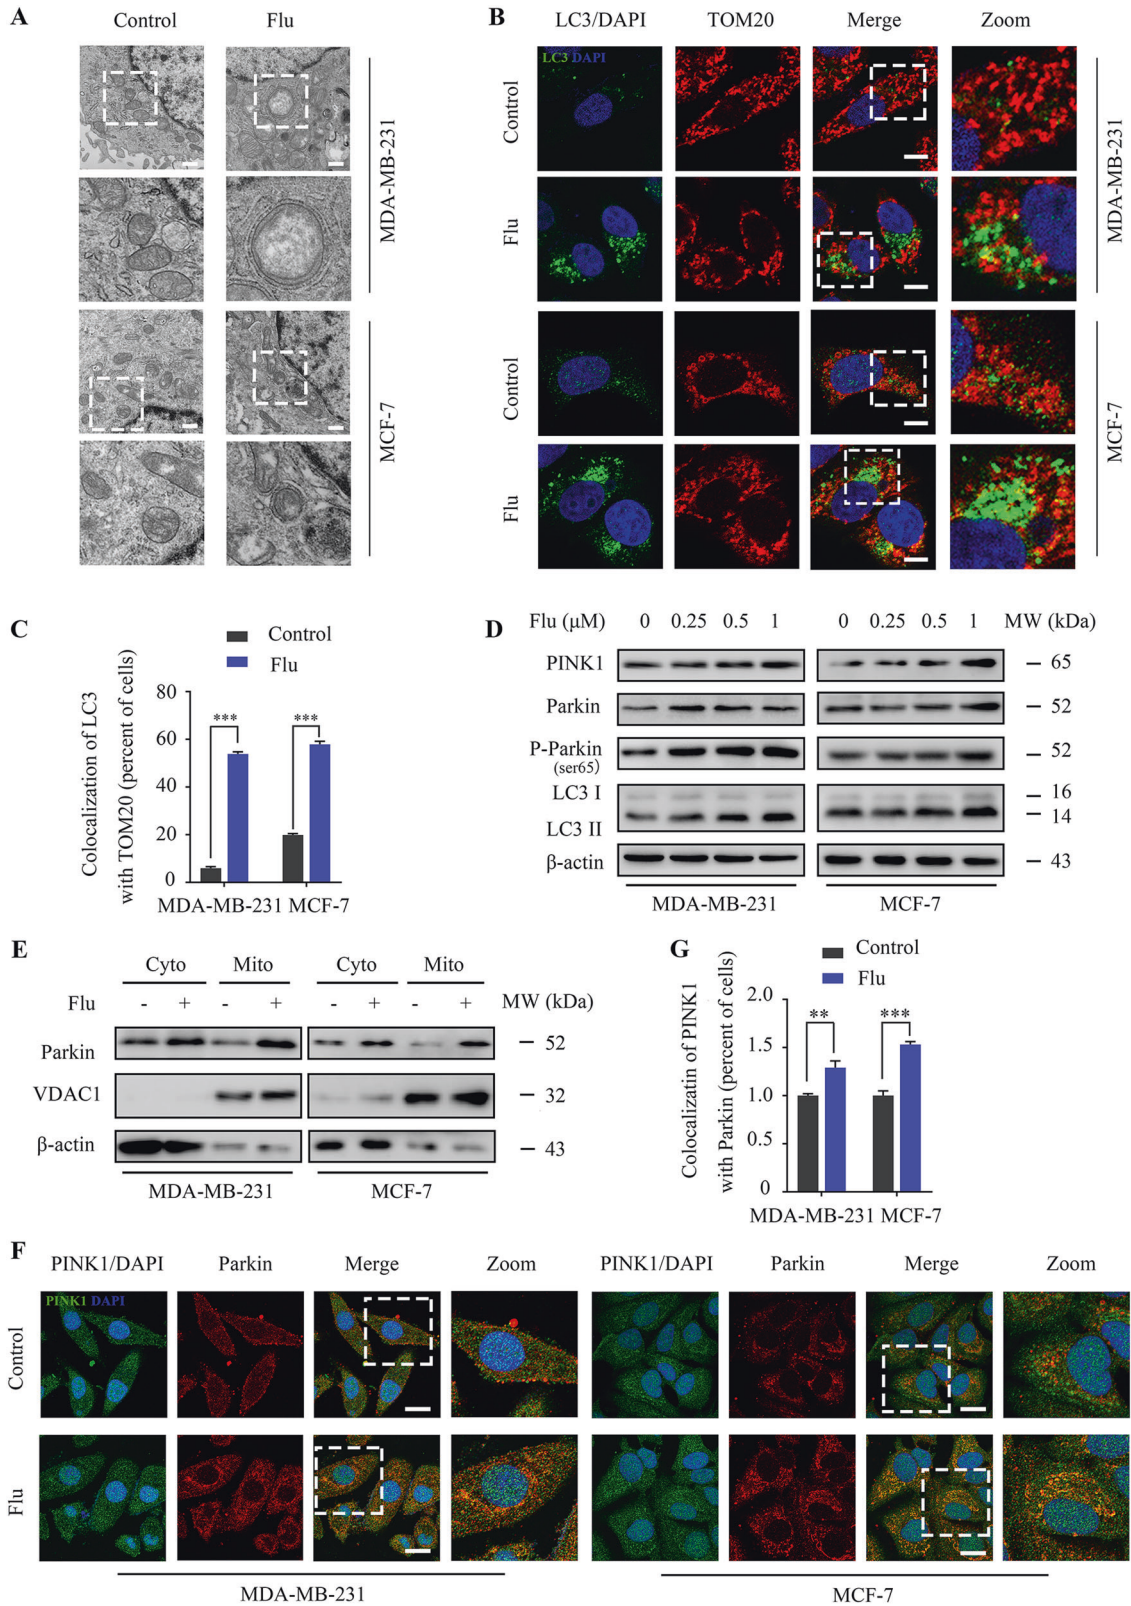 A
Control
Flu
MDA-MB-231
MCF-7
B
LC3/DAPI
TOM20
Merge
Zoom
LC3 DAPI
Control
Flu
Control
Flu
MDA-MB-231
MCF-7
C
Control
Flu
Colocalization of LC3
with TOM20 (percent of cells)
80
60
40
20
0
***
***
MDA-MB-231 MCF-7
D
Flu (μM) 0 0.25 0.5 1 0 0.25 0.5 1 MW (kDa)
PINK1 65
Parkin 52
P-Parkin 52
(ser65)
LC3 I 16
LC3 II 14
β-actin 43
MDA-MB-231 MCF-7
E
Cyto Mito Cyto Mito
Flu - + - + - + - + MW (kDa)
Parkin 52
VDAC1 32
β-actin 43
MDA-MB-231 MCF-7
G
Control
Flu
Colocalizatin of PINK1
with Parkin (percent of cells)
2.0
1.5
1.0
0.5
0
**
***
MDA-MB-231 MCF-7
F
PINK1/DAPI Parkin Merge Zoom PINK1/DAPI Parkin Merge Zoom
PINK1 DAPI
Control
Flu
MDA-MB-231 MCF-7